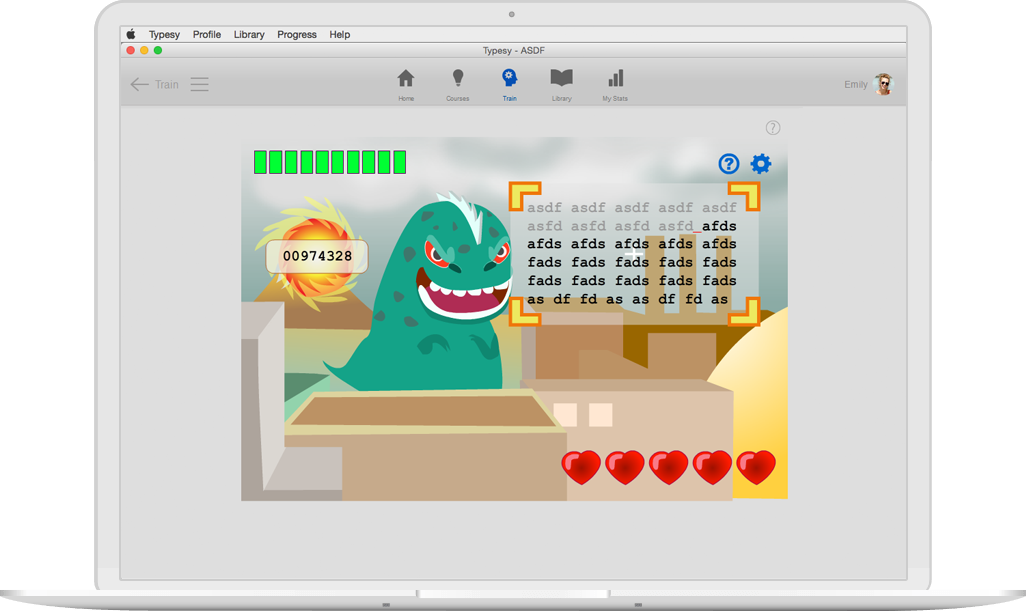 Typesy Profile Library Progress Help
Typesy - ASDF
Train
Home Courses Train Library My Stats
Emily
?
?
asdf asdf asdf asdf asdf
asfd asfd asfd asfd_afds
afds afds afds afds afds
fads fads fads fads fads
fads fads fads fads fads
as df fd as as df fd as
00974328